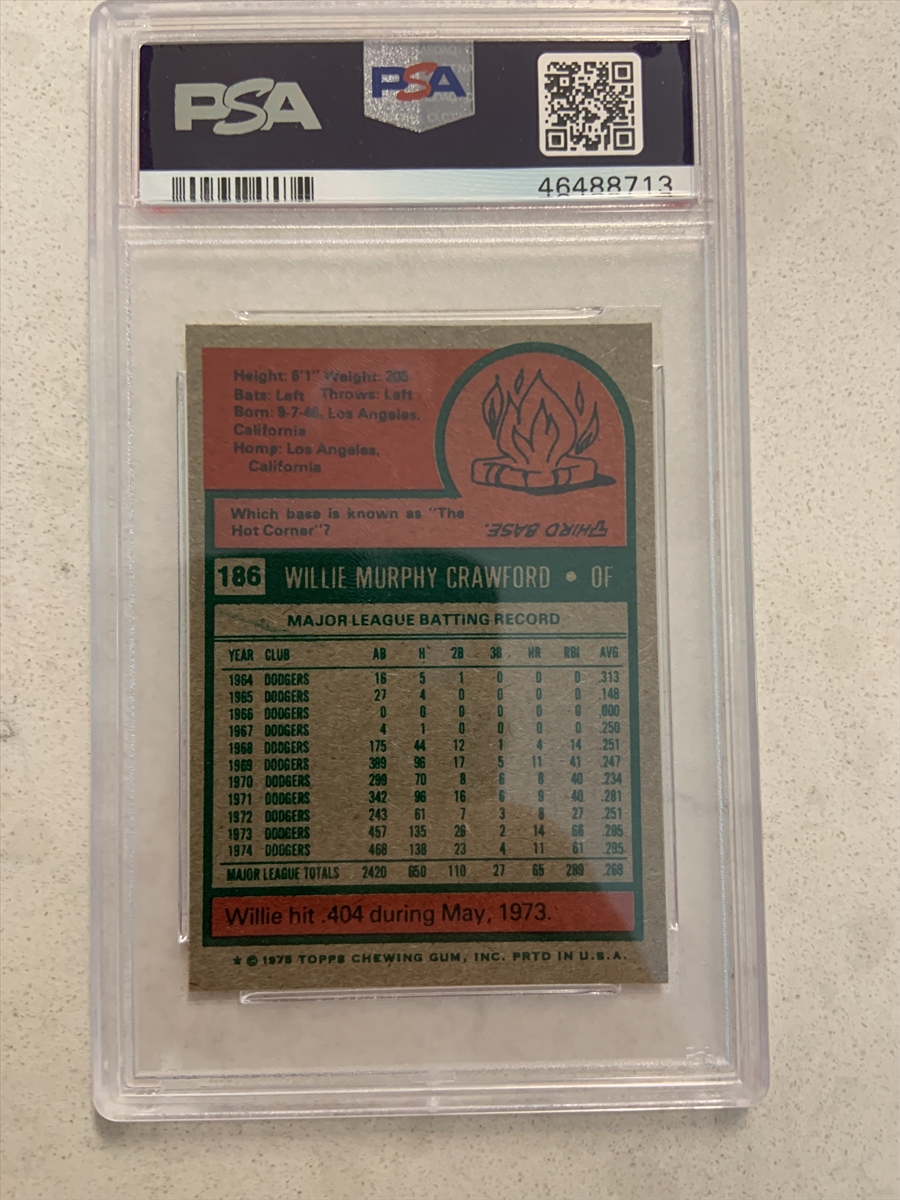 PSA
PSA
46488713
Height: 6'1" Weight: 205
Bats: Left Throws: Left
Born: 9-7-46, Los Angeles,
California
Home: Los Angeles,
California
Which base is known as "The
Hot Corner"?
THIRD BASE.
186 WILLIE MURPHY CRAWFORD • OF
MAJOR LEAGUE BATTING RECORD
YEAR CLUB AB H 2B 3B HR RBI AVG
1964 DODGERS 16 5 1 0 0 0 .313
1965 DODGERS 27 4 0 0 0 0 .148
1966 DODGERS 0 0 0 0 0 0 .000
1967 DODGERS 4 1 0 0 0 0 .250
1968 DODGERS 175 44 12 1 4 14 .251
1969 DODGERS 389 96 17 5 11 41 .247
1970 DODGERS 299 70 8 6 8 40 .234
1971 DODGERS 342 96 16 6 9 40 .281
1972 DODGERS 243 61 7 3 8 27 .251
1973 DODGERS 457 135 26 2 14 66 .295
1974 DODGERS 468 138 23 4 11 61 .295
MAJOR LEAGUE TOTALS 2420 650 110 27 65 289 .269
Willie hit .404 during May, 1973.
★ © 1975 TOPPS CHEWING GUM, INC. PRTD IN U.S.A.